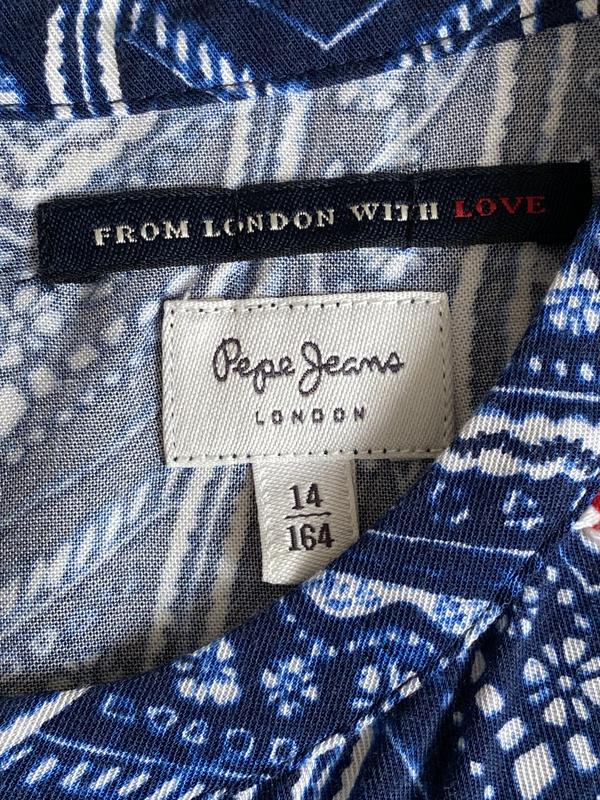 FROM LONDON WITH LOVE
Pepe Jeans
LONDON
14
164